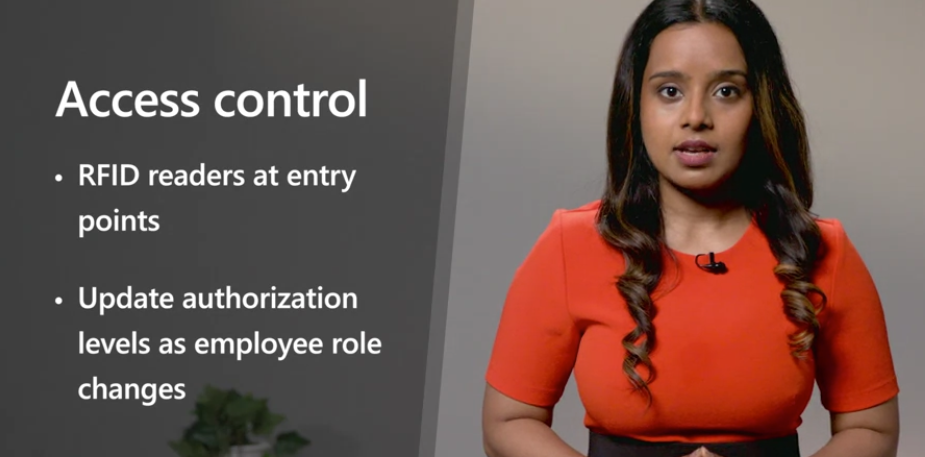 Access control
• RFID readers at entry
points
• Update authorization
levels as employee role
changes